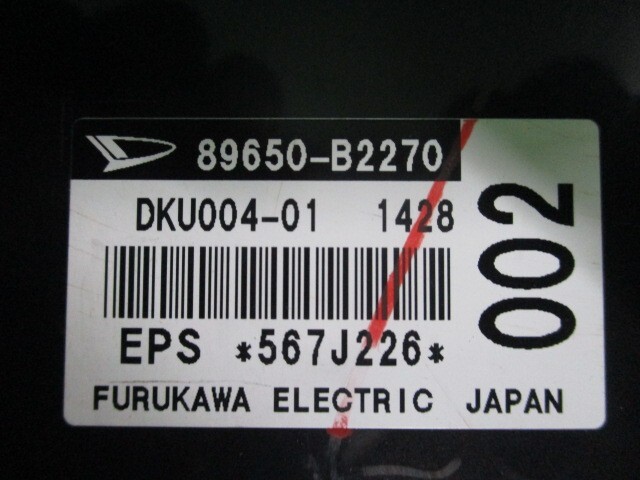 89650-B2270
DKU004-01 1428
EPS *567J226*
FURUKAWA ELECTRIC JAPAN
002